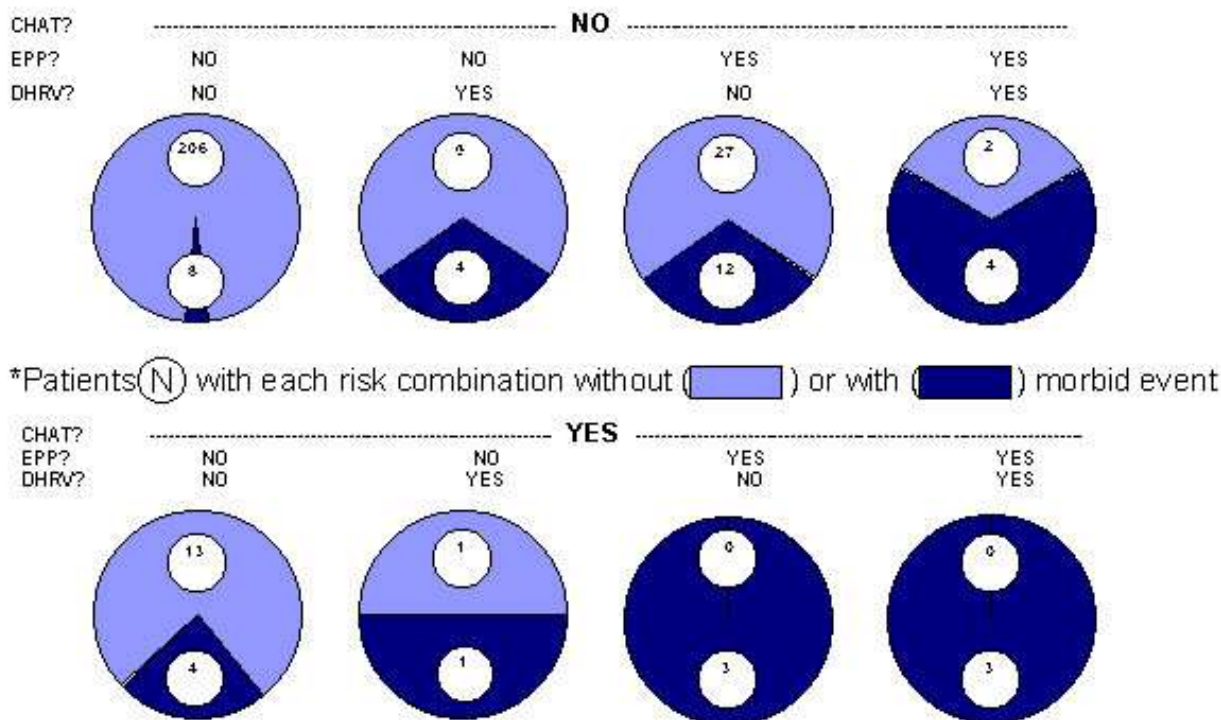 CHAT? NO
EPP? NO NO YES YES
DHRV? NO YES NO YES
206 9 27 2
8 4 12 4
*Patients(N) with each risk combination without ( ) or with ( ) morbid event
CHAT? YES
EPP? NO NO YES YES
DHRV? NO YES NO YES
13 1 0 0
4 1 3 3